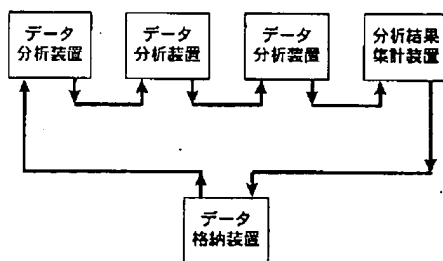 データ
分析装置
データ
分析装置
データ
分析装置
分析結果
集計装置
データ
格納装置